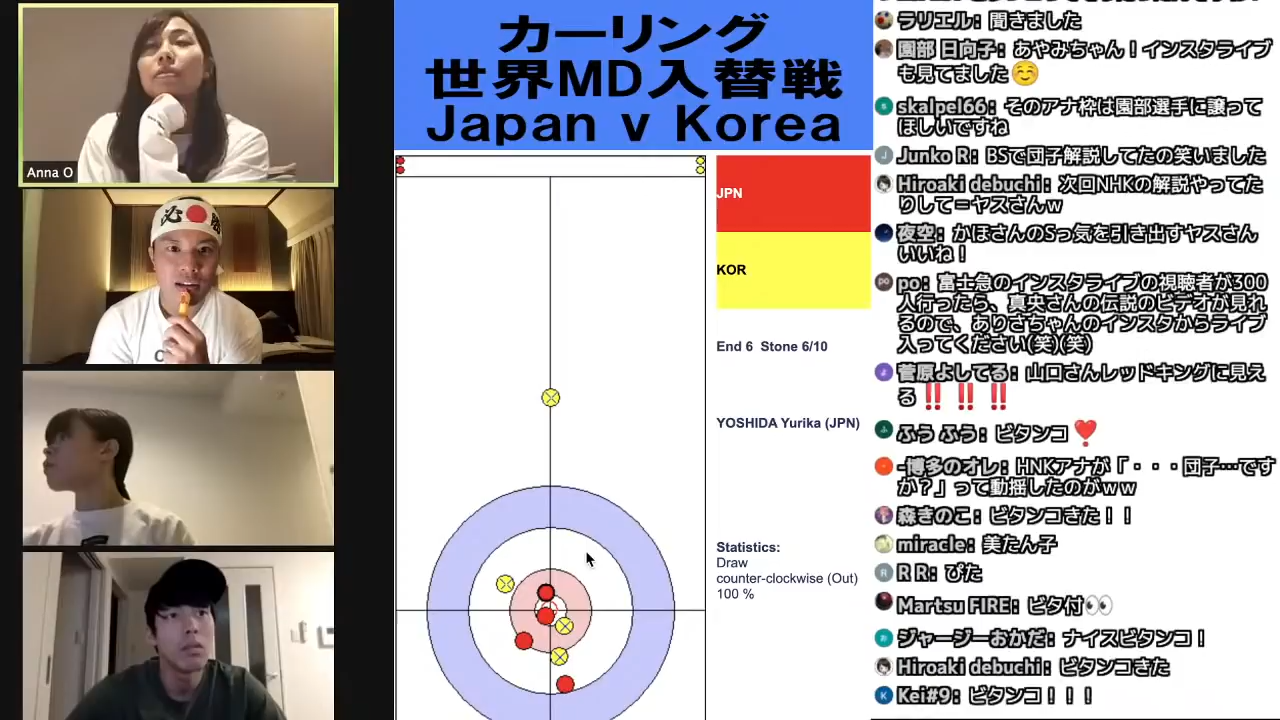 カーリング
世界MD入替戦
Japan v Korea
Anna O
必 勝
JPN
KOR
End 6 Stone 6/10
YOSHIDA Yurika (JPN)
Statistics:
Draw
counter-clockwise (Out)
100 %
ラリエル: 聞きました
園部 日向子: あやみちゃん！インスタライブ
も見てました☺️
skalpel66: そのアナ枠は園部選手に譲って
ほしいですね
Junko R: BSで団子解説してたの笑いました
Hiroaki debuchi: 次回NHKの解説やってた
りして＝ヤスさんw
夜空: かほさんのSっ気を引き出すヤスさん
いいね！
po: 富士急のインスタライブの視聴者が300
人行ったら、真央さんの伝説のビデオが見れ
るので、ありさちゃんのインスタからライブ
入ってください(笑)(笑)
菅原よしてる: 山口さんレッドキングに見え
る‼️ ‼️ ‼️
ふう ふう: ビタンコ❣️
-博多のオレ: HNKアナが「・・・団子…です
か？」って動揺したのがｗｗ
森きのこ: ビタンコきた！！
miracle: 美たん子
R R: ぴた
Martsu FIRE: ビタ付👀
ジャージーおかだ: ナイスビタンコ！
Hiroaki debuchi: ビタンコきた
Kei#9: ビタンコ！！！